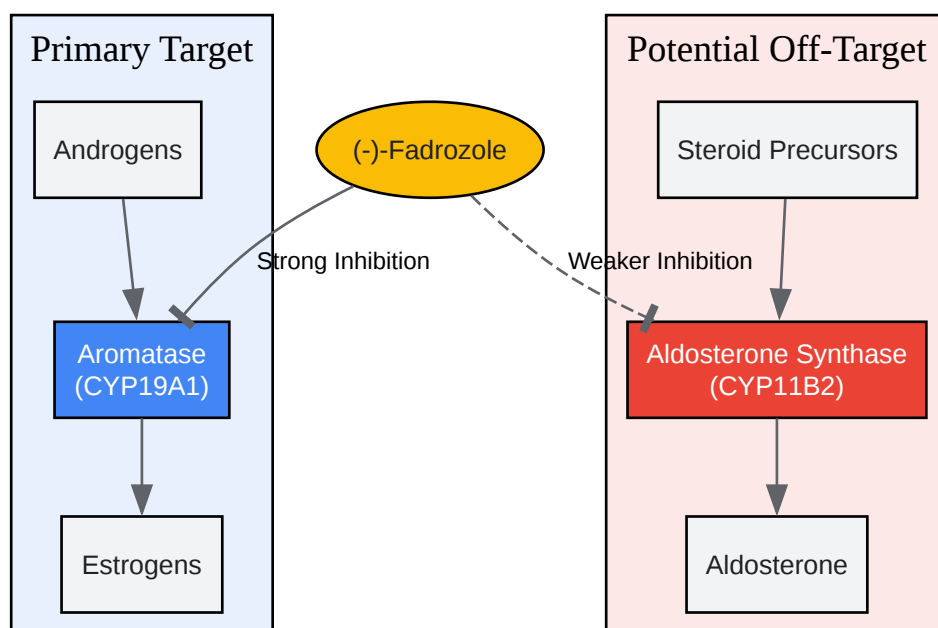 Primary Target
Potential Off-Target
Androgens
(-)-Fadrozole
Steroid Precursors
Strong Inhibition
Weaker Inhibition
Aromatase
(CYP19A1)
Aldosterone Synthase
(CYP11B2)
Estrogens
Aldosterone